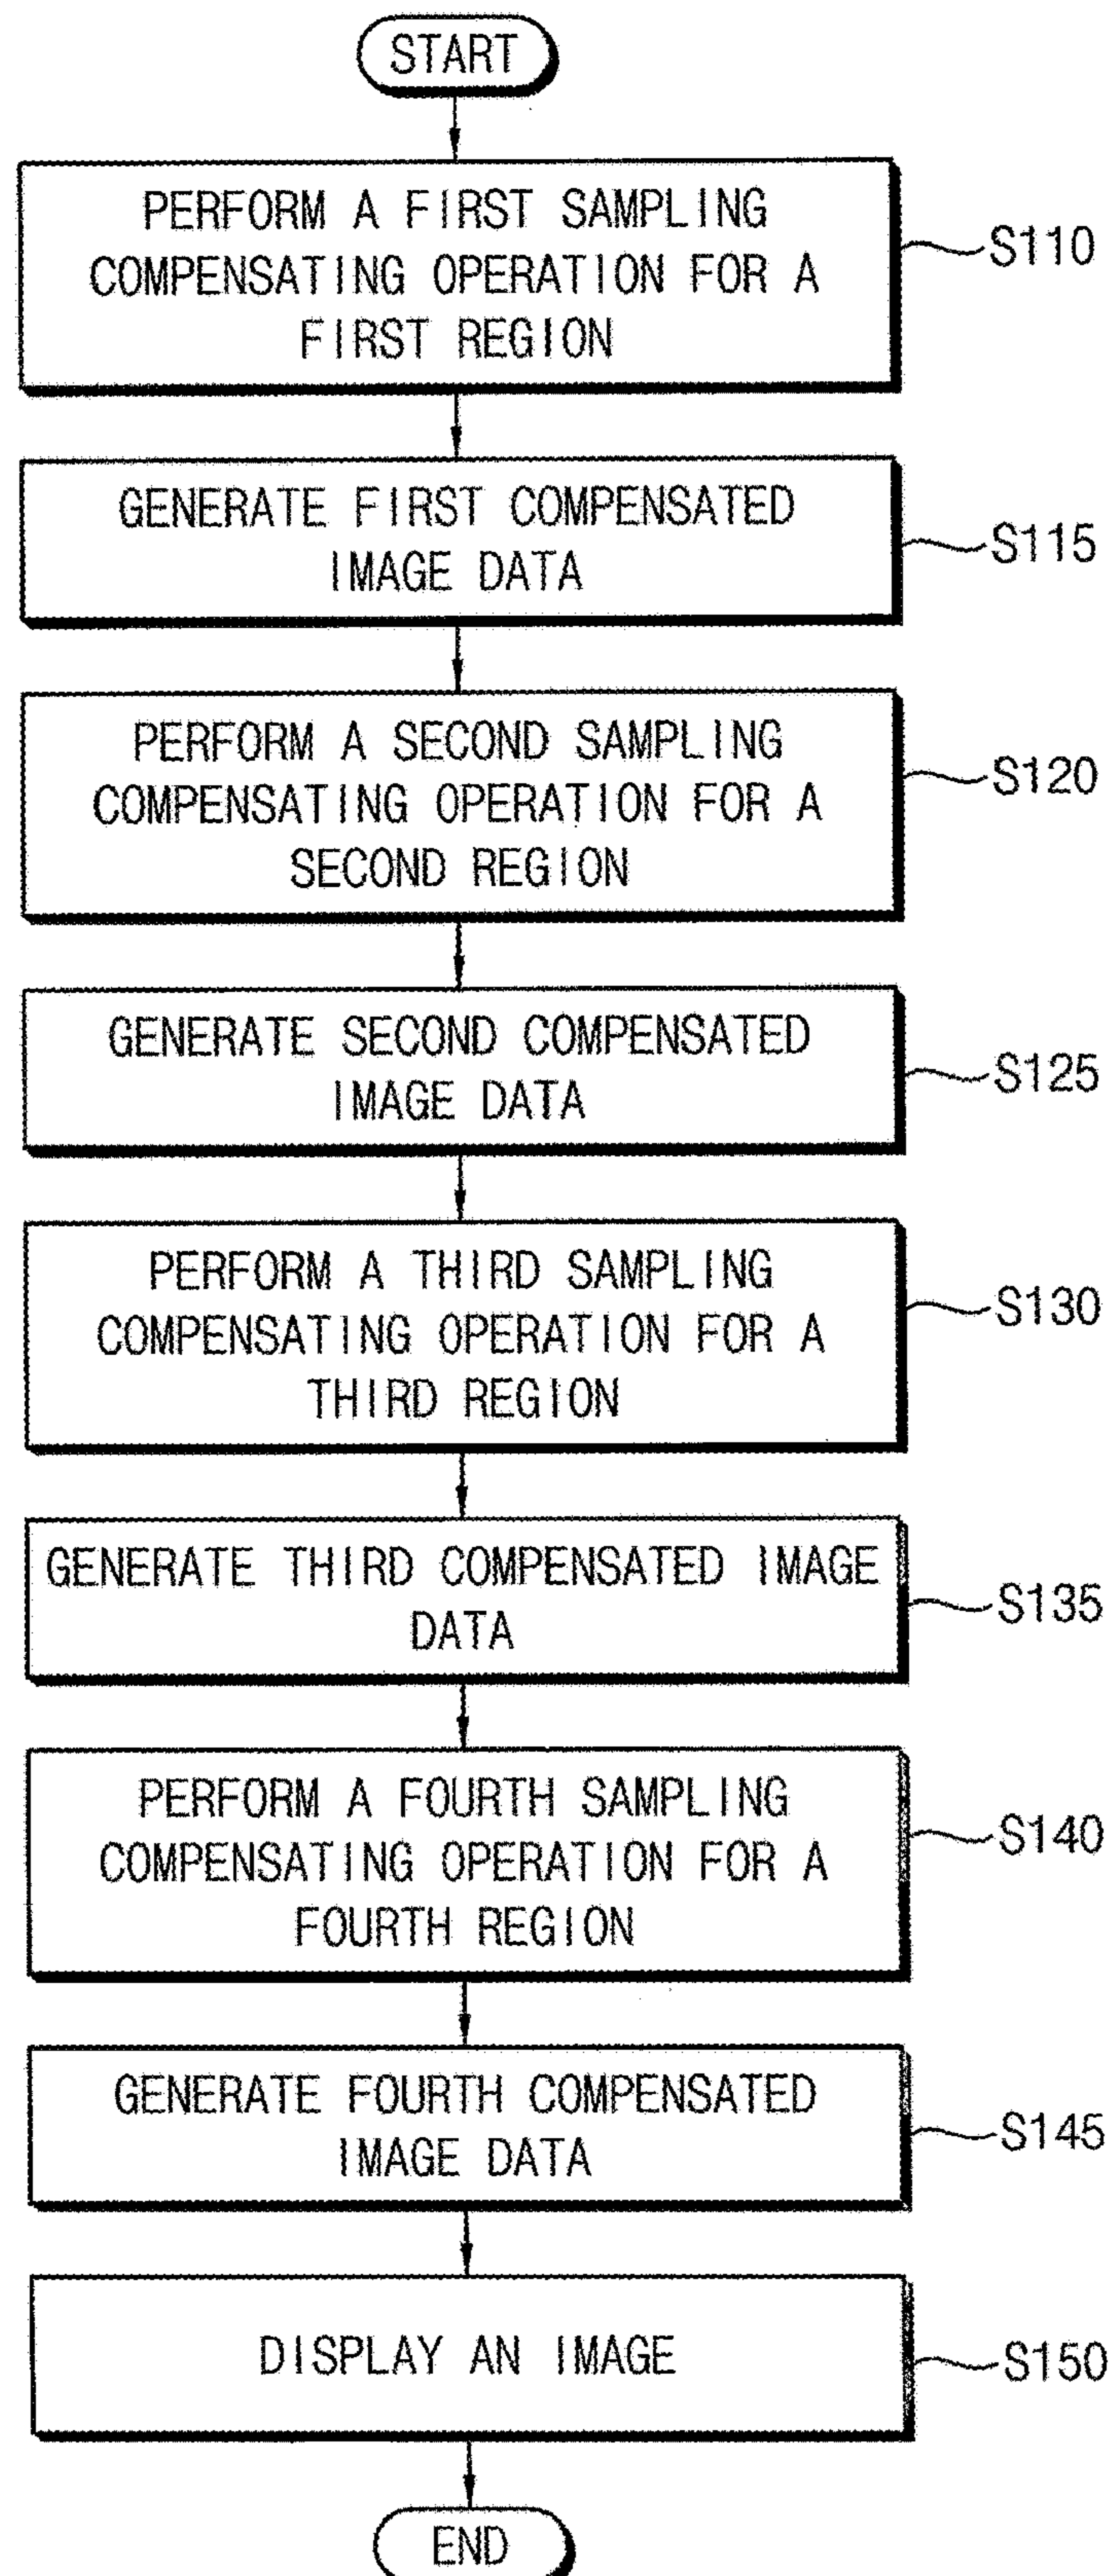 START
PERFORM A FIRST SAMPLING
COMPENSATING OPERATION FOR A
FIRST REGION
S110
GENERATE FIRST COMPENSATED
IMAGE DATA
S115
PERFORM A SECOND SAMPLING
COMPENSATING OPERATION FOR A
SECOND REGION
S120
GENERATE SECOND COMPENSATED
IMAGE DATA
S125
PERFORM A THIRD SAMPLING
COMPENSATING OPERATION FOR A
THIRD REGION
S130
GENERATE THIRD COMPENSATED IMAGE
DATA
S135
PERFORM A FOURTH SAMPLING
COMPENSATING OPERATION FOR A
FOURTH REGION
S140
GENERATE FOURTH COMPENSATED
IMAGE DATA
S145
DISPLAY AN IMAGE
S150
END